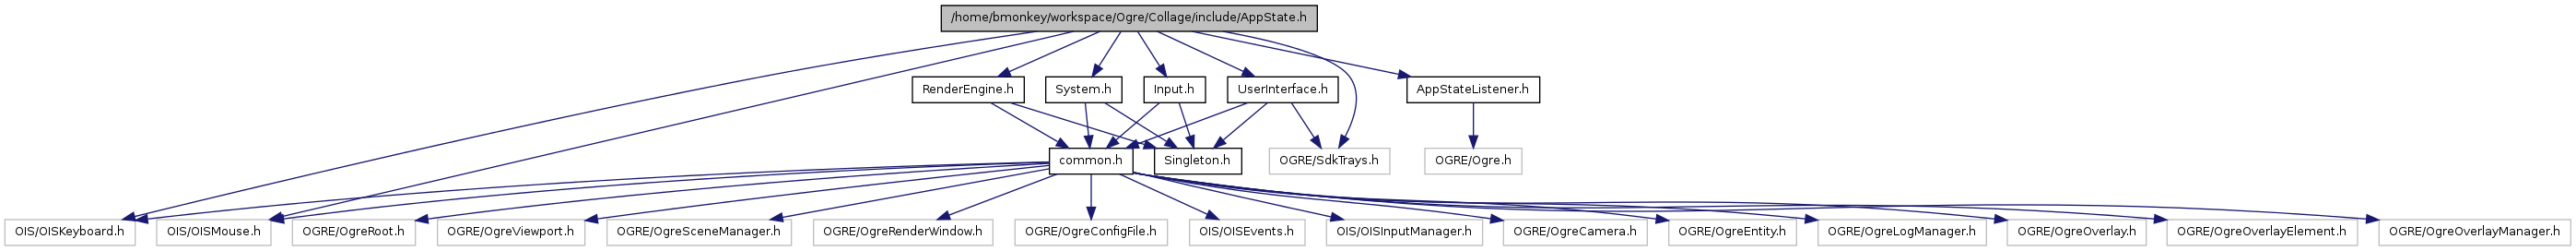 /home/bmonkey/workspace/Ogre/Collage/include/AppState.h
RenderEngine.h
System.h
Input.h
UserInterface.h
AppStateListener.h
common.h
Singleton.h
OGRE/SdkTrays.h
OGRE/Ogre.h
OIS/OISKeyboard.h
OIS/OISMouse.h
OGRE/OgreRoot.h
OGRE/OgreViewport.h
OGRE/OgreSceneManager.h
OGRE/OgreRenderWindow.h
OGRE/OgreConfigFile.h
OIS/OISEvents.h
OIS/OISInputManager.h
OGRE/OgreCamera.h
OGRE/OgreEntity.h
OGRE/OgreLogManager.h
OGRE/OgreOverlay.h
OGRE/OgreOverlayElement.h
OGRE/OgreOverlayManager.h